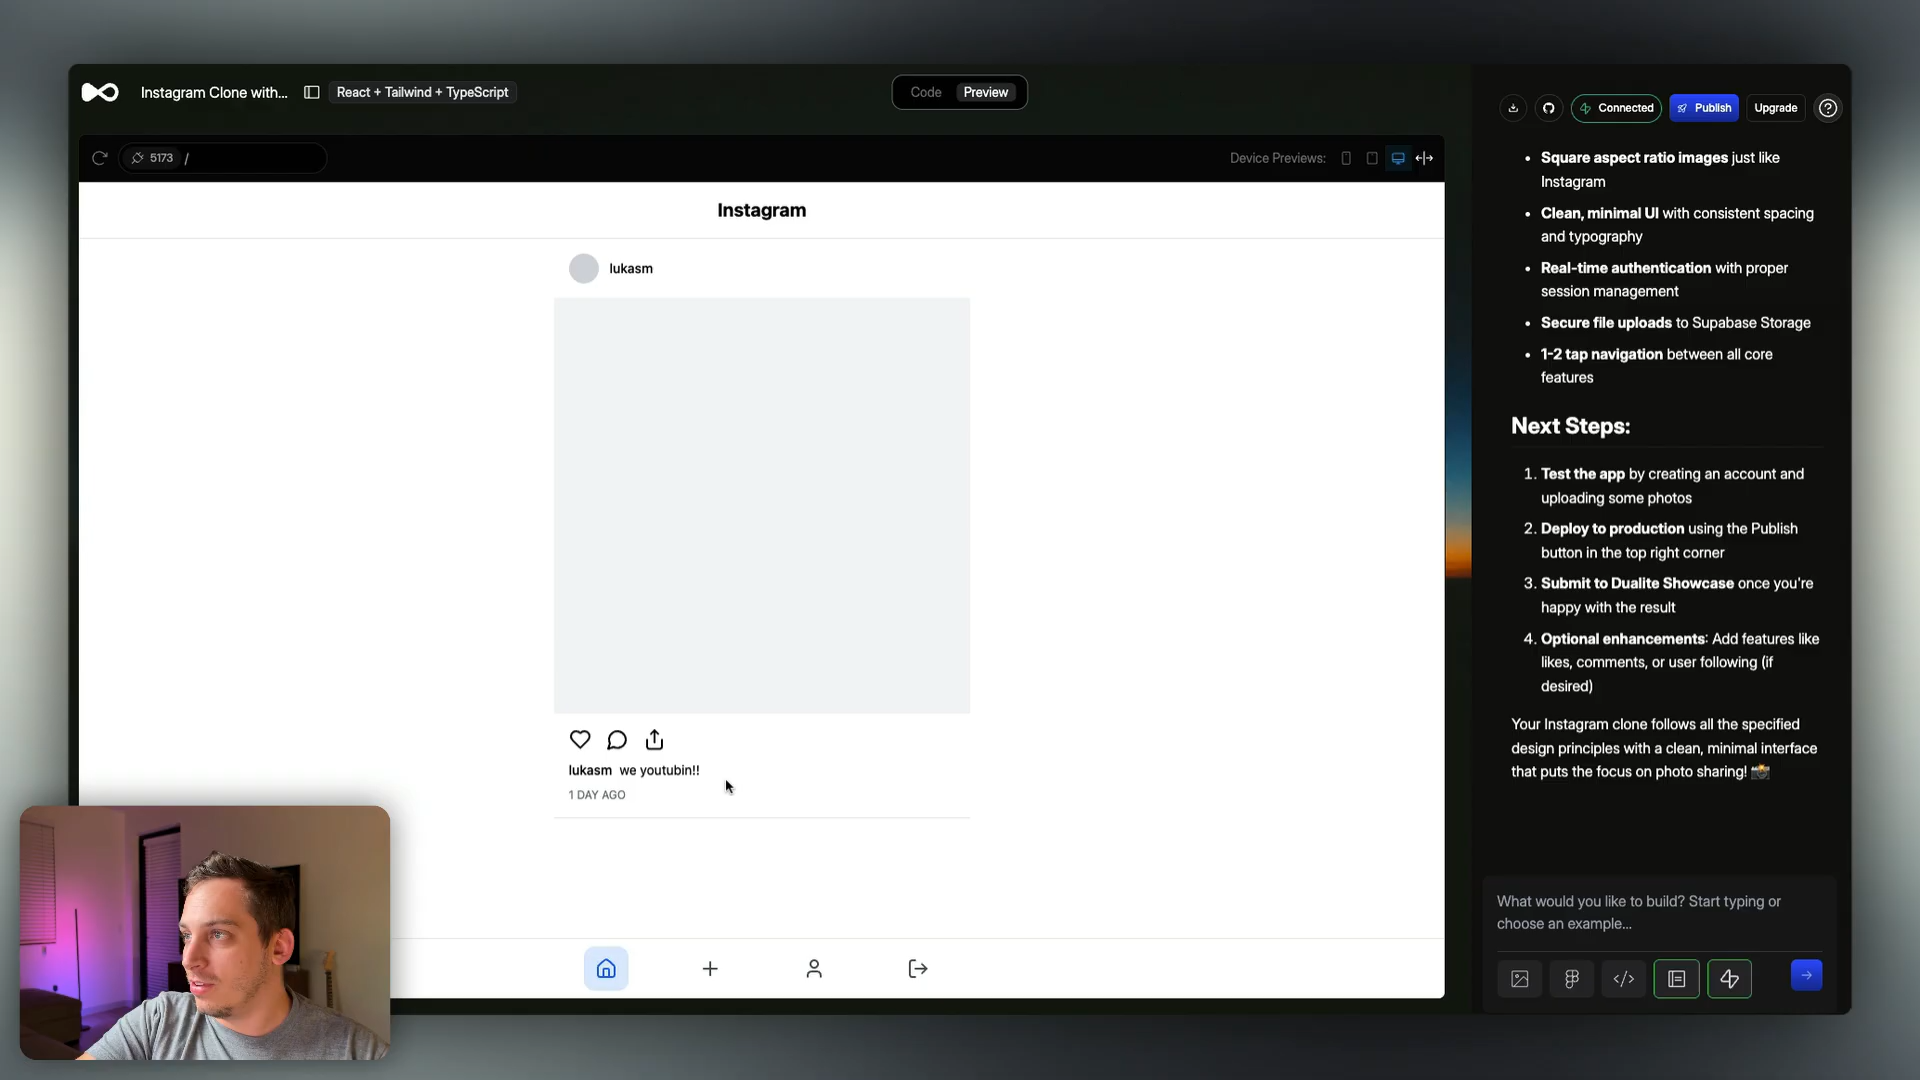 Instagram Clone with...
React + Tailwind + TypeScript
Code
Preview
Connected
Publish
Upgrade
5173
/
Device Previews:
Instagram
lukasm
lukasm we youtubin!!
1 DAY AGO
• Square aspect ratio images just like
Instagram
• Clean, minimal UI with consistent spacing
and typography
• Real-time authentication with proper
session management
• Secure file uploads to Supabase Storage
• 1-2 tap navigation between all core
features
Next Steps:
1. Test the app by creating an account and
uploading some photos
2. Deploy to production using the Publish
button in the top right corner
3. Submit to Dualite Showcase once you're
happy with the result
4. Optional enhancements: Add features like
likes, comments, or user following (if
desired)
Your Instagram clone follows all the specified
design principles with a clean, minimal interface
that puts the focus on photo sharing! 📸
What would you like to build? Start typing or
choose an example...